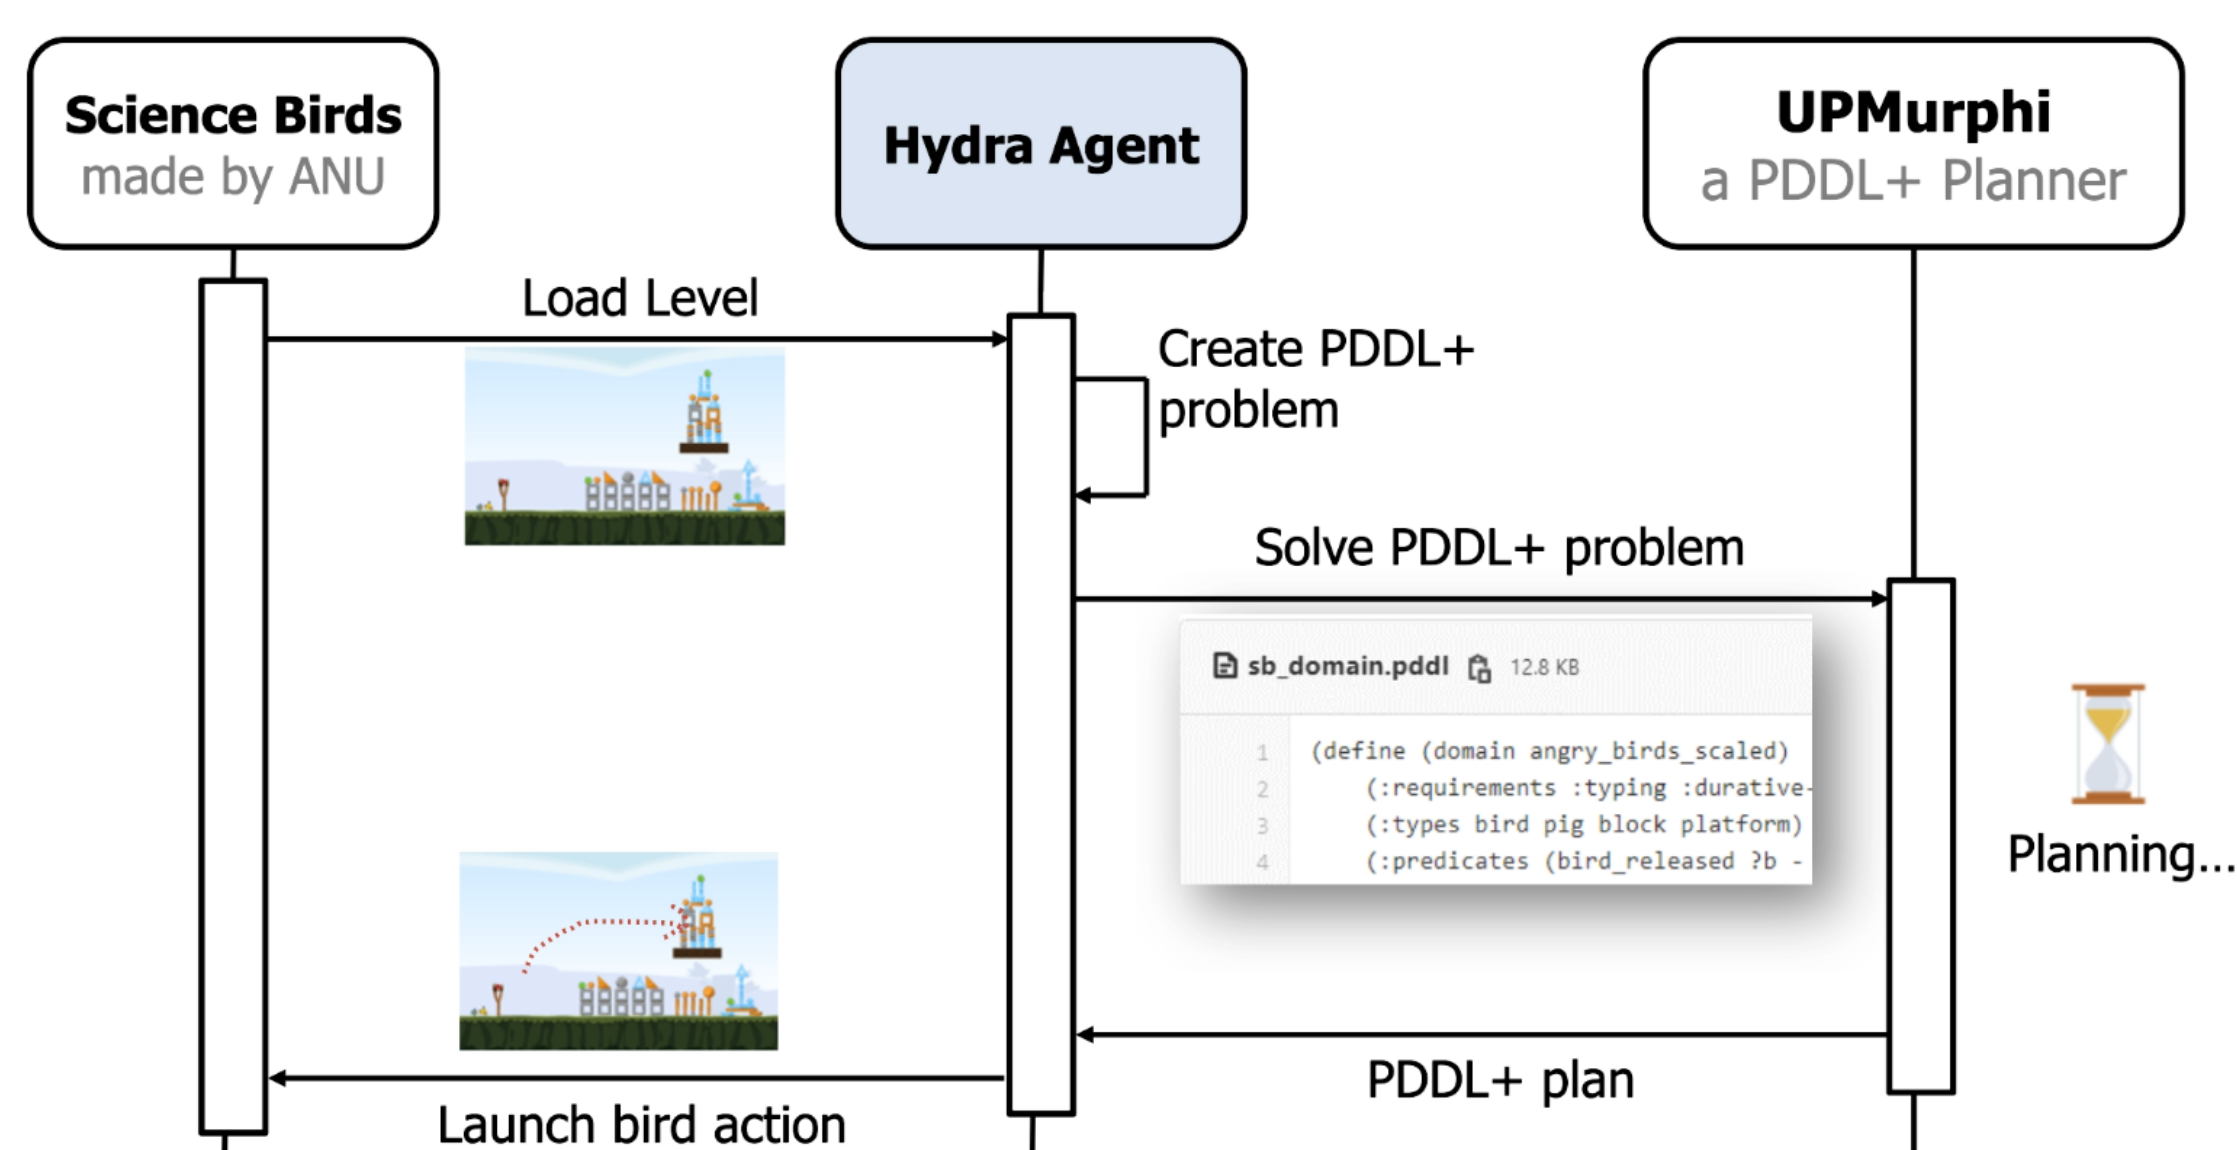 Science Birds
made by ANU
Hydra Agent
UPMurphi
a PDDL+ Planner
Load Level
Create PDDL+
problem
Solve PDDL+ problem
sb_domain.pddl 12.8 KB
1 (define (domain angry_birds_scaled)
2 (:requirements :typing :durative-
3 (:types bird pig block platform)
4 (:predicates (bird_released ?b -
Planning...
PDDL+ plan
Launch bird action